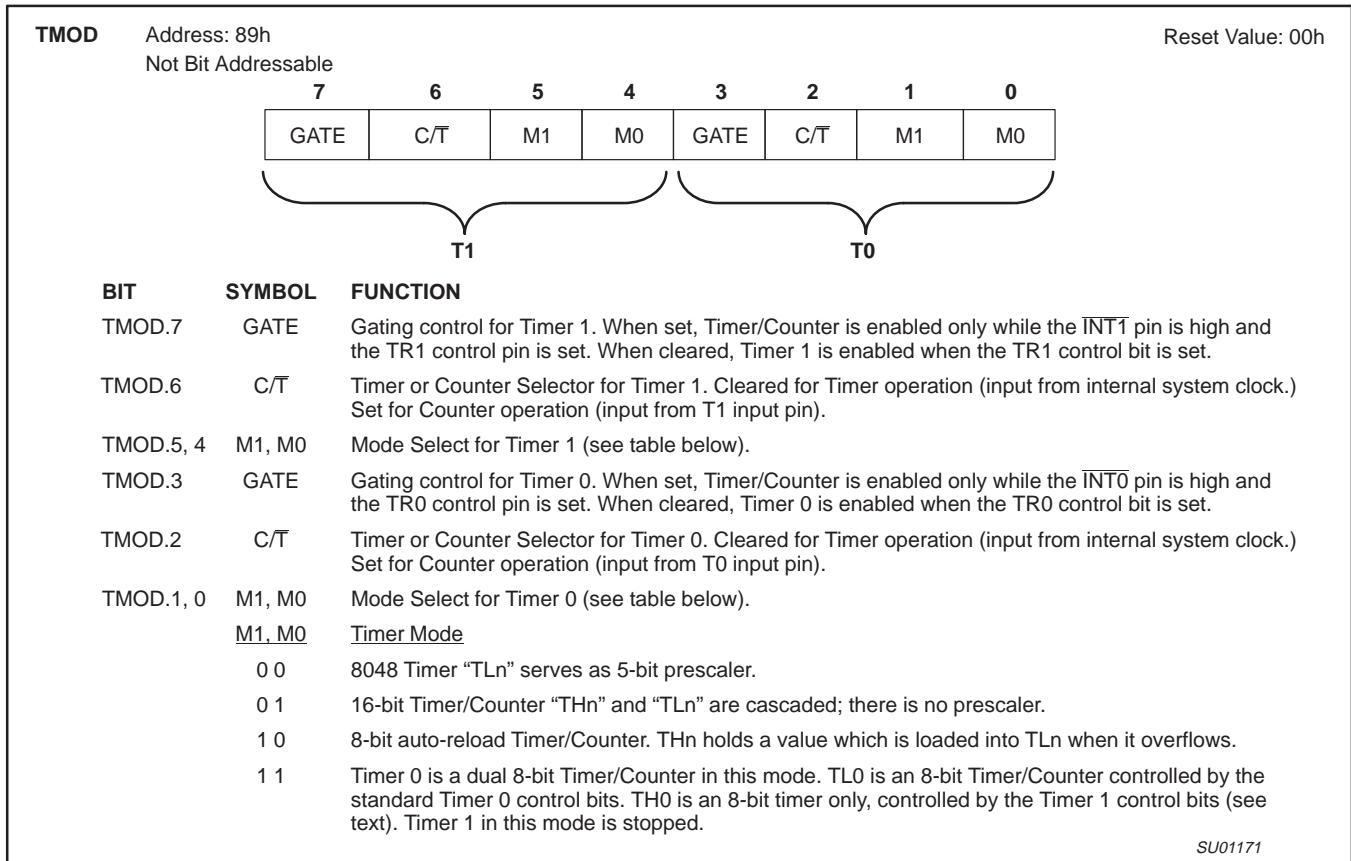 TMOD Address: 89h Reset Value: 00h
Not Bit Addressable
7 6 5 4 3 2 1 0
GATE C/T̅ M1 M0 GATE C/T̅ M1 M0
T1 T0
BIT SYMBOL FUNCTION
TMOD.7 GATE Gating control for Timer 1. When set, Timer/Counter is enabled only while the I̅N̅T̅1̅ pin is high and
the TR1 control pin is set. When cleared, Timer 1 is enabled when the TR1 control bit is set.
TMOD.6 C/T̅ Timer or Counter Selector for Timer 1. Cleared for Timer operation (input from internal system clock.)
Set for Counter operation (input from T1 input pin).
TMOD.5, 4 M1, M0 Mode Select for Timer 1 (see table below).
TMOD.3 GATE Gating control for Timer 0. When set, Timer/Counter is enabled only while the I̅N̅T̅0̅ pin is high and
the TR0 control pin is set. When cleared, Timer 0 is enabled when the TR0 control bit is set.
TMOD.2 C/T̅ Timer or Counter Selector for Timer 0. Cleared for Timer operation (input from internal system clock.)
Set for Counter operation (input from T0 input pin).
TMOD.1, 0 M1, M0 Mode Select for Timer 0 (see table below).
M1, M0 Timer Mode
0 0 8048 Timer “TLn” serves as 5-bit prescaler.
0 1 16-bit Timer/Counter “THn” and “TLn” are cascaded; there is no prescaler.
1 0 8-bit auto-reload Timer/Counter. THn holds a value which is loaded into TLn when it overflows.
1 1 Timer 0 is a dual 8-bit Timer/Counter in this mode. TL0 is an 8-bit Timer/Counter controlled by the
standard Timer 0 control bits. TH0 is an 8-bit timer only, controlled by the Timer 1 control bits (see
text). Timer 1 in this mode is stopped.
SU01171